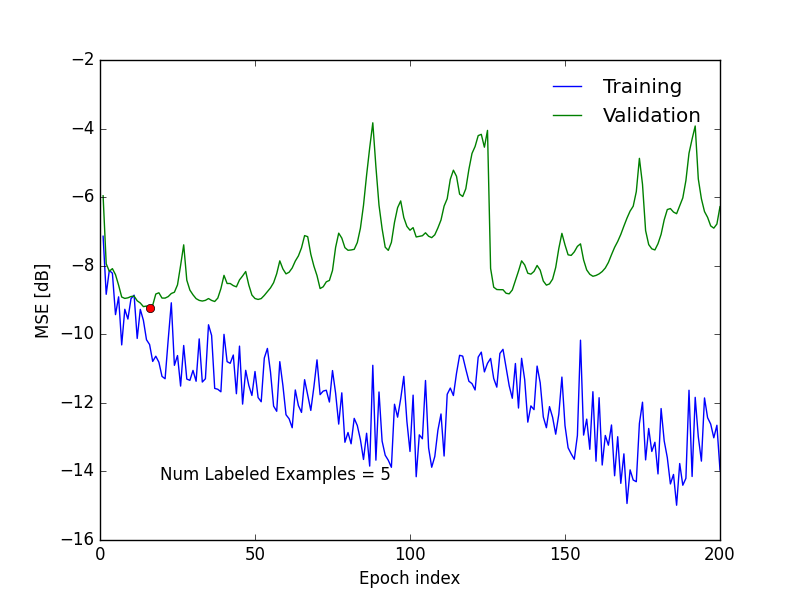 −2
−4
−6
−8
−10
−12
−14
−16
0
50
100
150
200
MSE [dB]
Epoch index
Training
Validation
Num Labeled Examples = 5